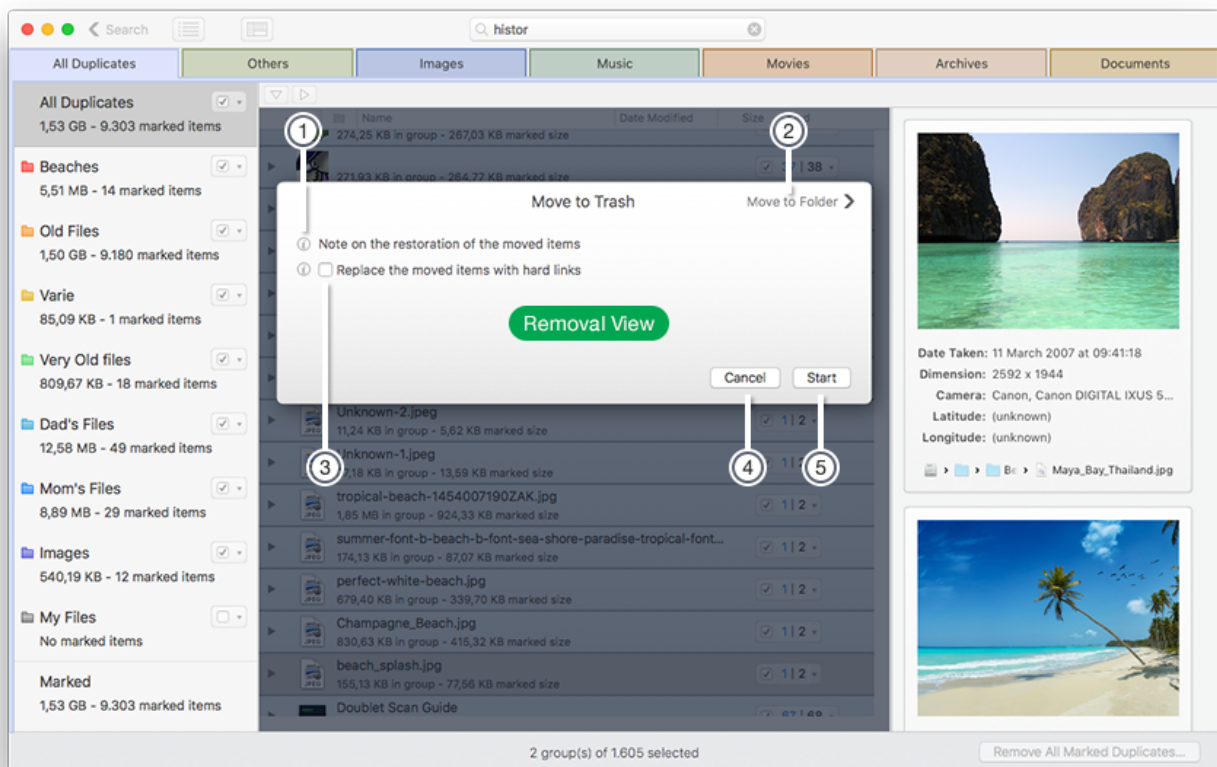 Search
histor
All Duplicates
Others
Images
Music
Movies
Archives
Documents
All Duplicates
1,53 GB - 9.303 marked items
Beaches
5,51 MB - 14 marked items
Old Files
1,50 GB - 9.180 marked items
Varie
85,09 KB - 1 marked items
Very Old files
809,67 KB - 18 marked items
Dad's Files
12,58 MB - 49 marked items
Mom's Files
8,89 MB - 29 marked items
Images
540,19 KB - 12 marked items
My Files
No marked items
Marked
1,53 GB - 9.303 marked items
Name
Date Modified
Size
274,25 KB in group - 267,03 KB marked size
271,93 KB in group - 264,77 KB marked size
| 38
1
2
Move to Trash
Move to Folder
Note on the restoration of the moved items
Replace the moved items with hard links
Removal View
Cancel
Start
3
4
5
Unknown-2.jpeg
11,24 KB in group - 5,62 KB marked size
1 | 2
Unknown-1.jpeg
KB in group - 13,59 KB marked size
tropical-beach-1454007190ZAK.jpg
1,85 MB in group - 924,33 KB marked size
1 | 2
summer-font-b-beach-b-font-sea-shore-paradise-tropical-font...
174,13 KB in group - 87,07 KB marked size
1 | 2
perfect-white-beach.jpg
679,40 KB in group - 339,70 KB marked size
1 | 2
Champagne_Beach.jpg
830,63 KB in group - 415,32 KB marked size
1 | 2
beach_splash.jpg
155,13 KB in group - 77,56 KB marked size
1 | 2
Doublet Scan Guide
67 | 68
Date Taken: 11 March 2007 at 09:41:18
Dimension: 2592 x 1944
Camera: Canon, Canon DIGITAL IXUS 5...
Latitude: (unknown)
Longitude: (unknown)
Maya_Bay_Thailand.jpg
2 group(s) of 1.605 selected
Remove All Marked Duplicates...